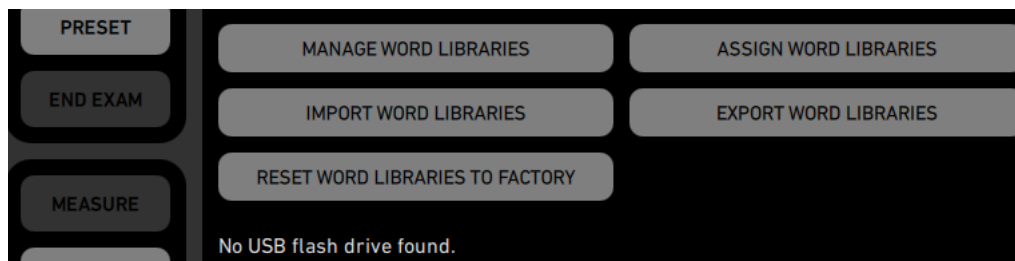 PRESET
END EXAM
MEASURE
MANAGE WORD LIBRARIES
ASSIGN WORD LIBRARIES
IMPORT WORD LIBRARIES
EXPORT WORD LIBRARIES
RESET WORD LIBRARIES TO FACTORY
No USB flash drive found.